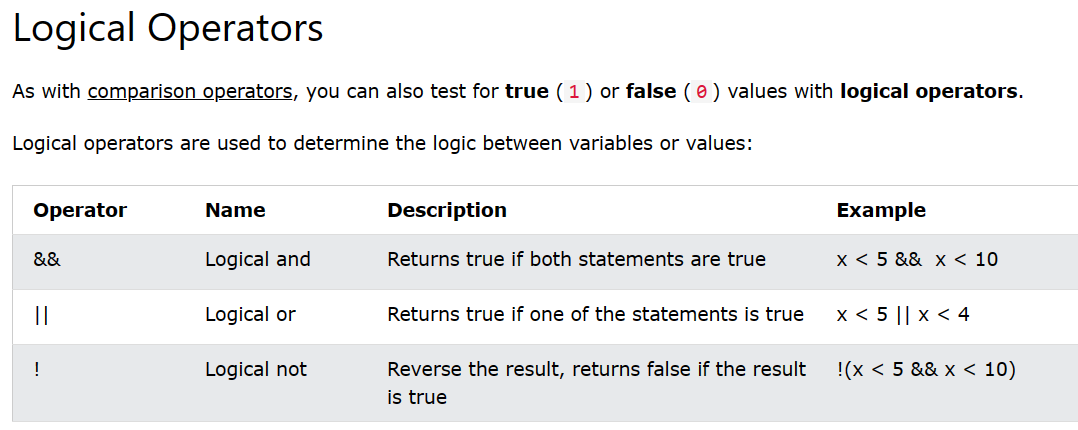 Logical Operators
As with comparison operators, you can also test for true (1) or false (0) values with logical operators.
Logical operators are used to determine the logic between variables or values:
Operator Name Description Example
&& Logical and Returns true if both statements are true x < 5 &&  x < 10
|| Logical or Returns true if one of the statements is true x < 5 || x < 4
! Logical not Reverse the result, returns false if the result !(x < 5 && x < 10)
is true